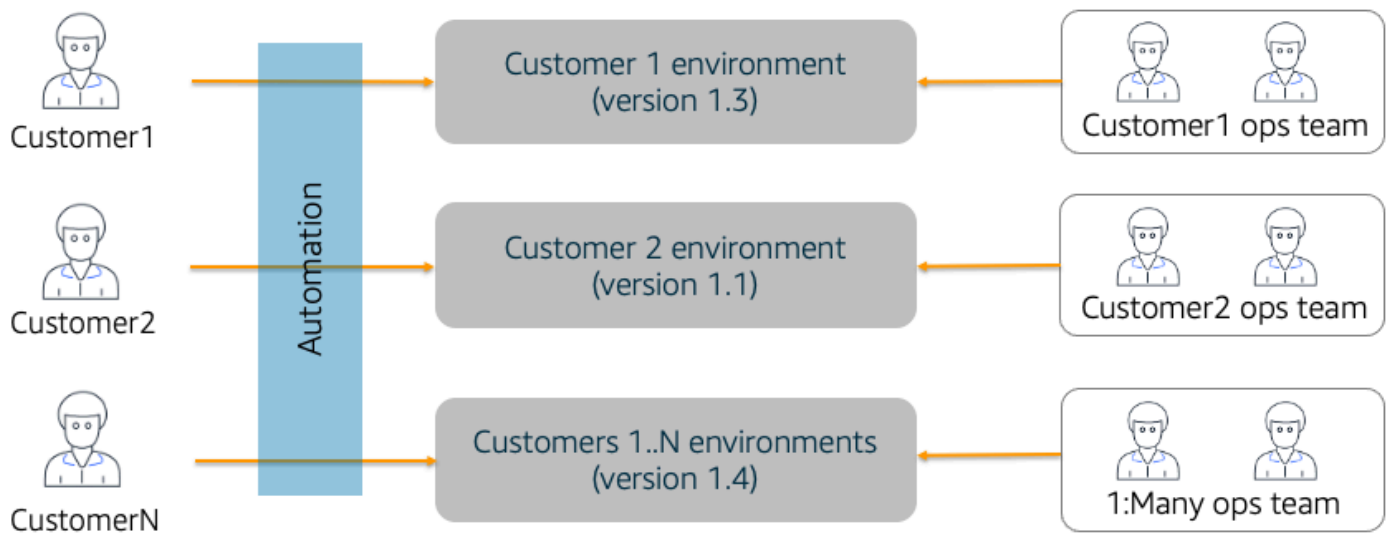 Customer1
Automation
Customer 1 environment
(version 1.3)
Customer1 ops team
Customer2
Customer 2 environment
(version 1.1)
Customer2 ops team
CustomerN
Customers 1..N environments
(version 1.4)
1:Many ops team